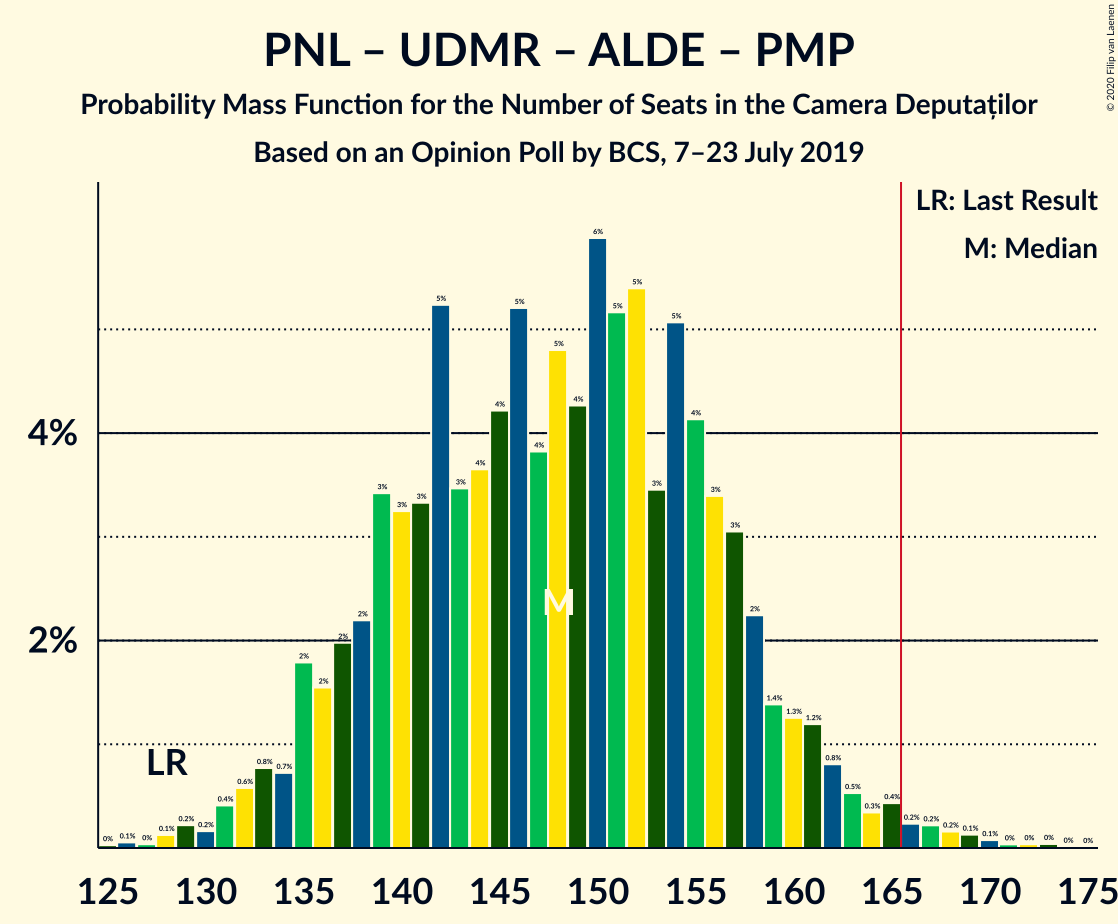 PNL – UDMR – ALDE – PMP
Probability Mass Function for the Number of Seats in the Camera Deputaților
Based on an Opinion Poll by BCS, 7–23 July 2019
© 2020 Filip van Laenen
LR: Last Result
M: Median
4%
2%
LR
M
0% 0.1% 0% 0.1% 0.2% 0.2% 0.4% 0.6% 0.8% 0.7% 2% 2% 2% 2% 3% 3% 3% 5% 3% 4% 4% 5% 4% 5% 4% 6% 5% 5% 3% 5% 4% 3% 3% 2% 1.4% 1.3% 1.2% 0.8% 0.5% 0.3% 0.4% 0.2% 0.2% 0.2% 0.1% 0.1% 0% 0% 0% 0% 0%
125 130 135 140 145 150 155 160 165 170 175